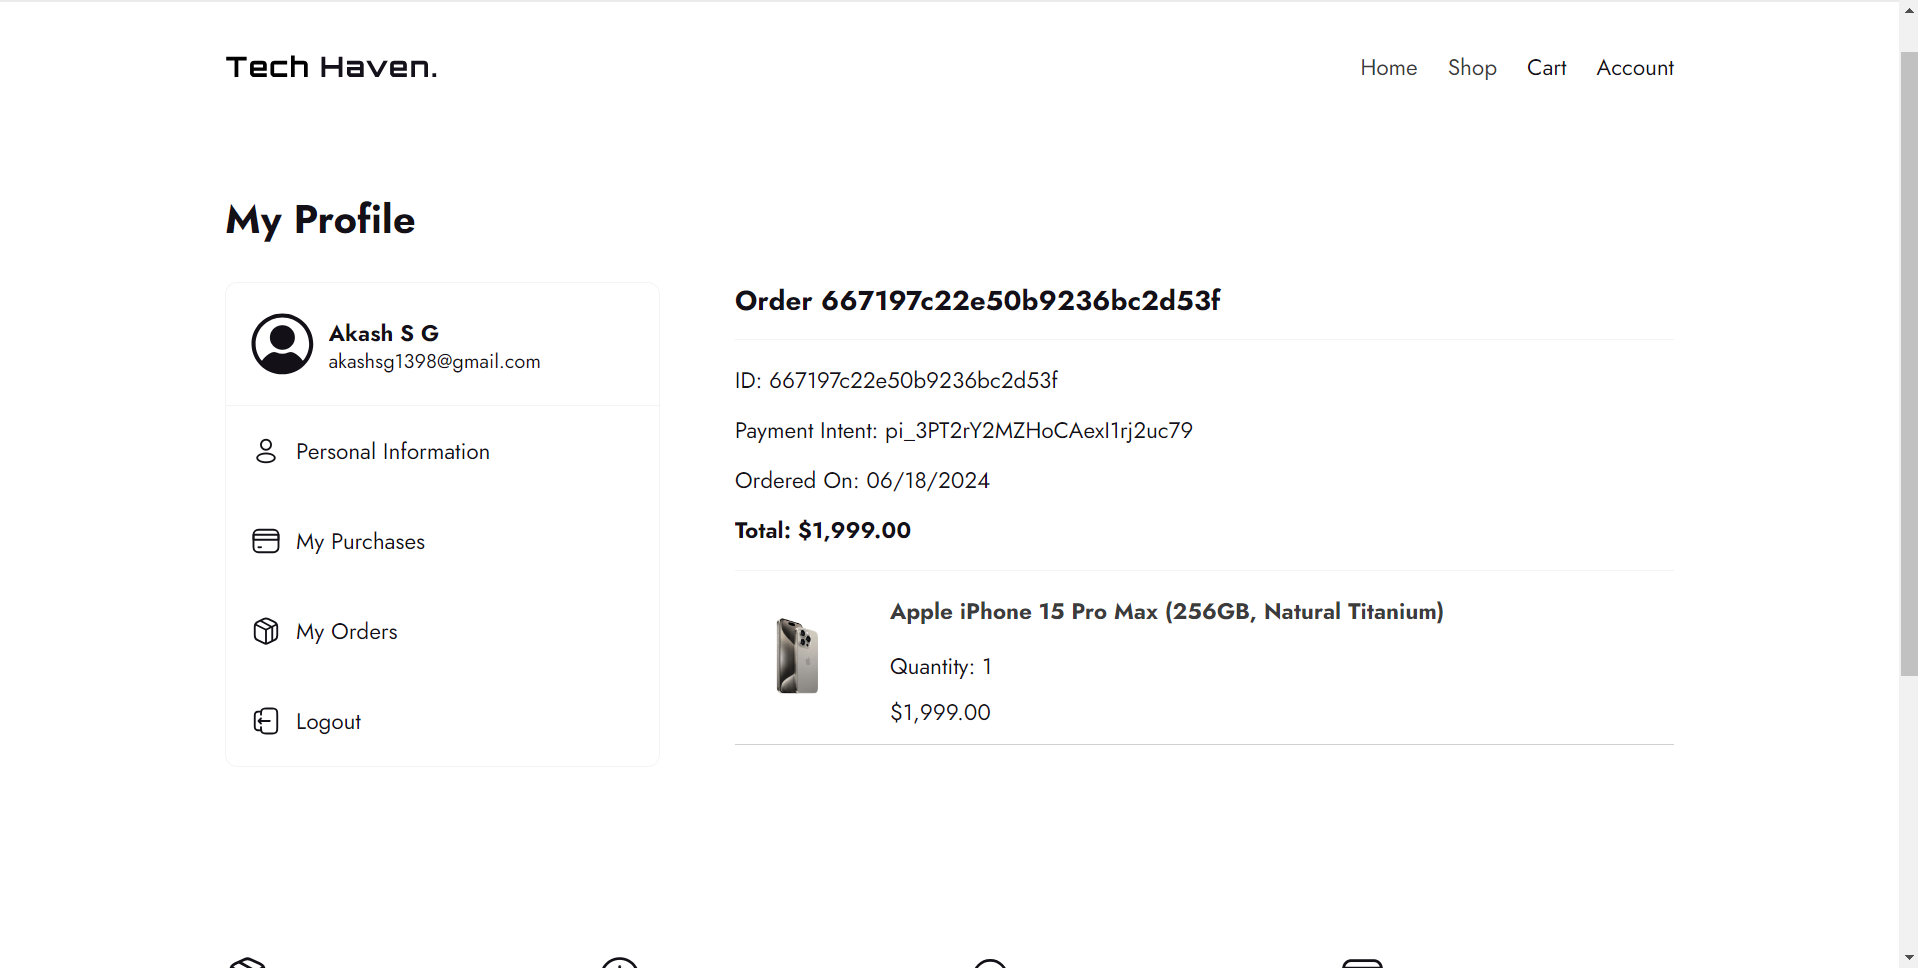 Tech Haven.
Home Shop Cart Account
My Profile
Akash S G
akashsg1398@gmail.com
Personal Information
My Purchases
My Orders
Logout
Order 667197c22e50b9236bc2d53f
ID: 667197c22e50b9236bc2d53f
Payment Intent: pi_3PT2rY2MZHoCAexI1rj2uc79
Ordered On: 06/18/2024
Total: $1,999.00
Apple iPhone 15 Pro Max (256GB, Natural Titanium)
Quantity: 1
$1,999.00